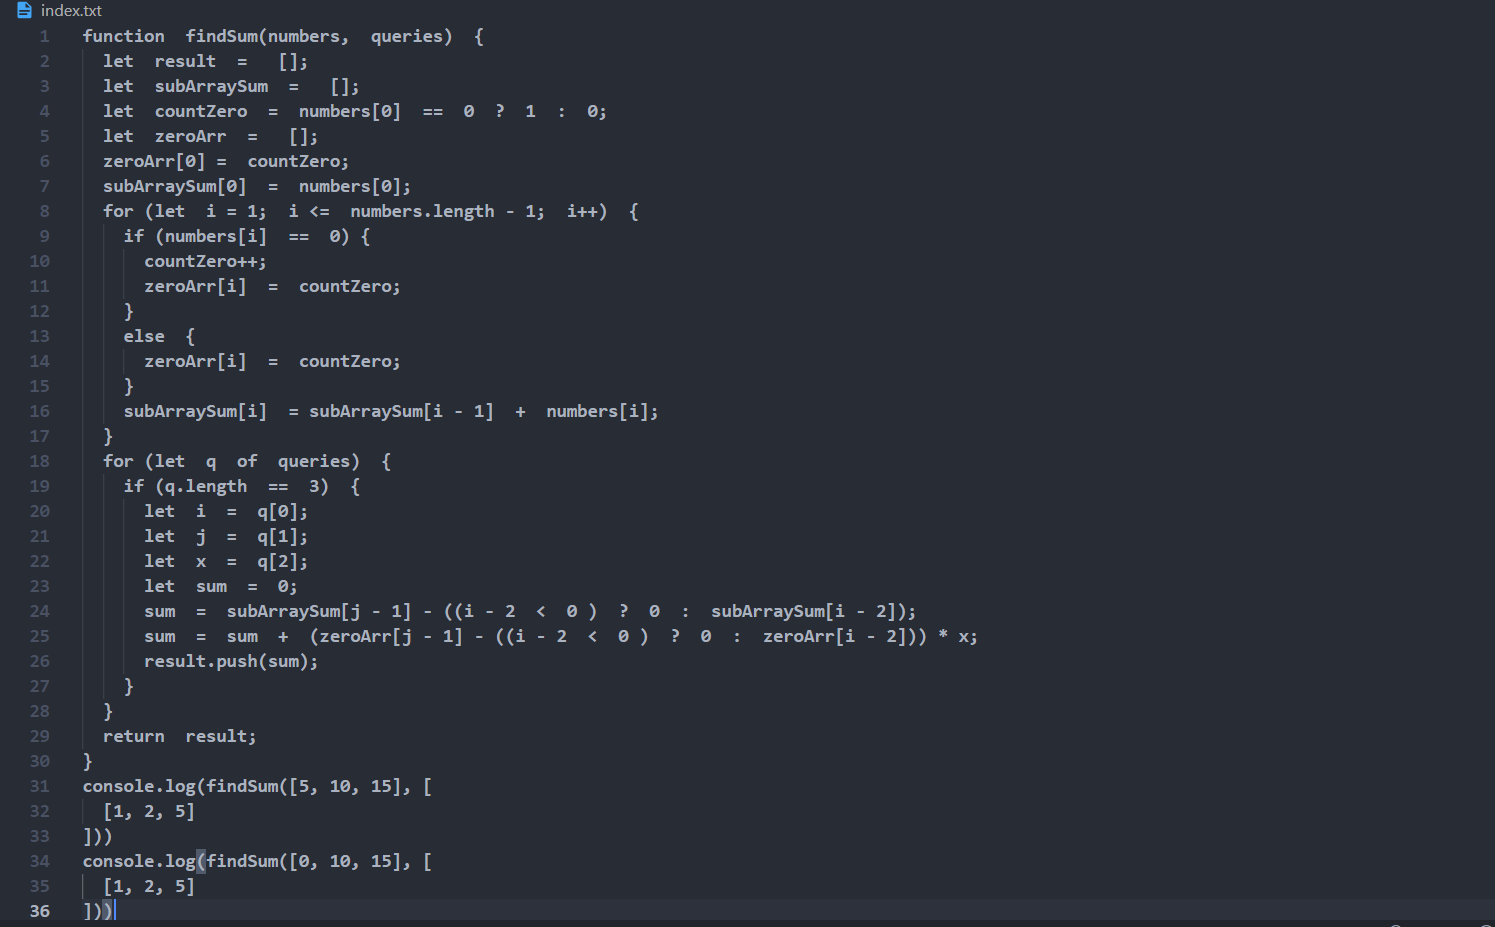 index.txt
1 function findSum(numbers, queries) {
2 let result = [];
3 let subArraySum = [];
4 let countZero = numbers[0] == 0 ? 1 : 0;
5 let zeroArr = [];
6 zeroArr[0] = countZero;
7 subArraySum[0] = numbers[0];
8 for (let i = 1; i <= numbers.length - 1; i++) {
9 if (numbers[i] == 0) {
10 countZero++;
11 zeroArr[i] = countZero;
12 }
13 else {
14 zeroArr[i] = countZero;
15 }
16 subArraySum[i] = subArraySum[i - 1] + numbers[i];
17 }
18 for (let q of queries) {
19 if (q.length == 3) {
20 let i = q[0];
21 let j = q[1];
22 let x = q[2];
23 let sum = 0;
24 sum = subArraySum[j - 1] - ((i - 2 < 0 ) ? 0 : subArraySum[i - 2]);
25 sum = sum + (zeroArr[j - 1] - ((i - 2 < 0 ) ? 0 : zeroArr[i - 2])) * x;
26 result.push(sum);
27 }
28 }
29 return result;
30 }
31 console.log(findSum([5, 10, 15], [
32 [1, 2, 5]
33 ]))
34 console.log(findSum([0, 10, 15], [
35 [1, 2, 5]
36 ]))